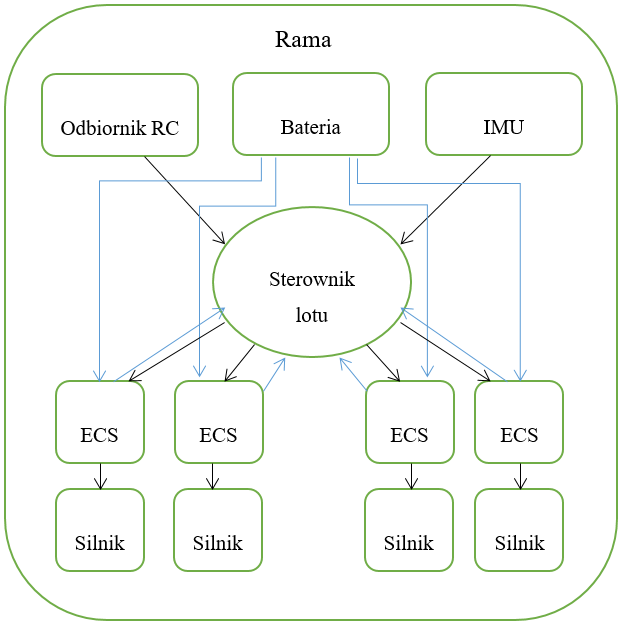 Rama
Odbiornik RC
Bateria
IMU
Sterownik
lotu
ECS
ECS
ECS
ECS
Silnik
Silnik
Silnik
Silnik